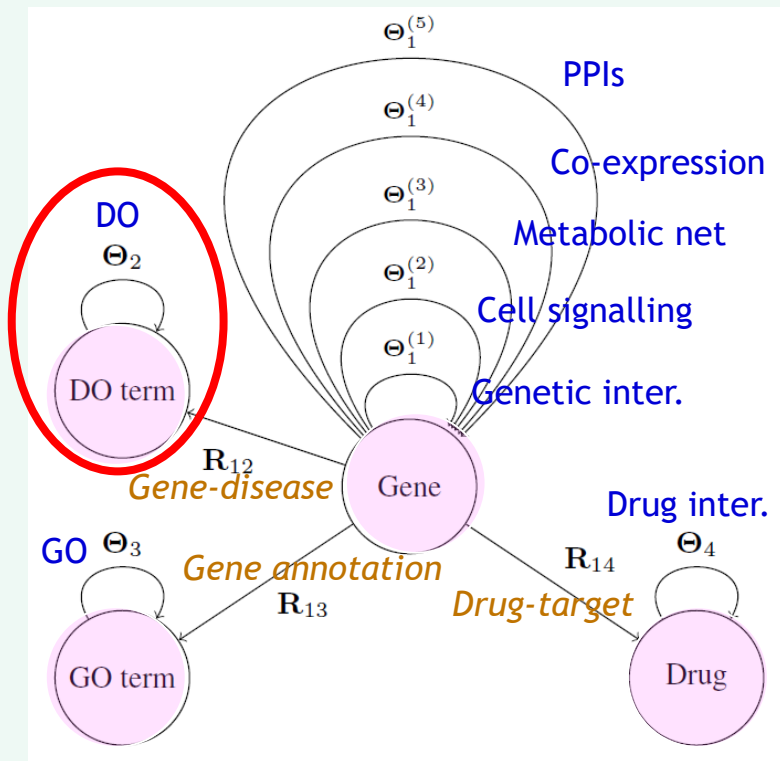 Θ₁⁽⁵⁾
PPIs
Θ₁⁽⁴⁾
Co-expression
Θ₁⁽³⁾
DO
Metabolic net
Θ₂
Θ₁⁽²⁾
Cell signalling
Θ₁⁽¹⁾
DO term
Genetic inter.
R₁₂
Gene-disease
Gene
Drug inter.
GO
Θ₃
Gene annotation
Θ₄
R₁₄
R₁₃
Drug-target
GO term
Drug